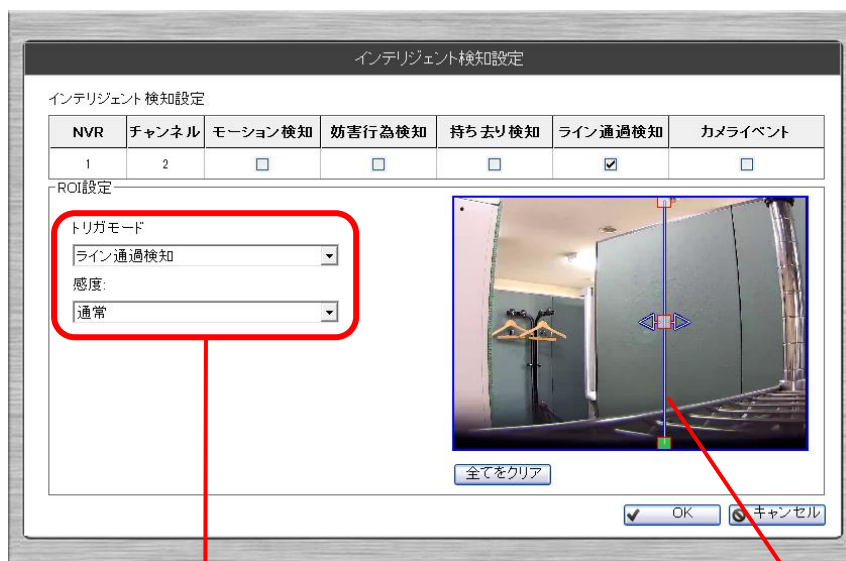 インテリジェント検知設定
インテリジェント検知設定
NVR チャンネル モーション検知 妨害行為検知 持ち去り検知 ライン通過検知 カメライベント
1 2
ROI設定
トリガモード
ライン通過検知
感度:
通常
全てをクリア
OK キャンセル